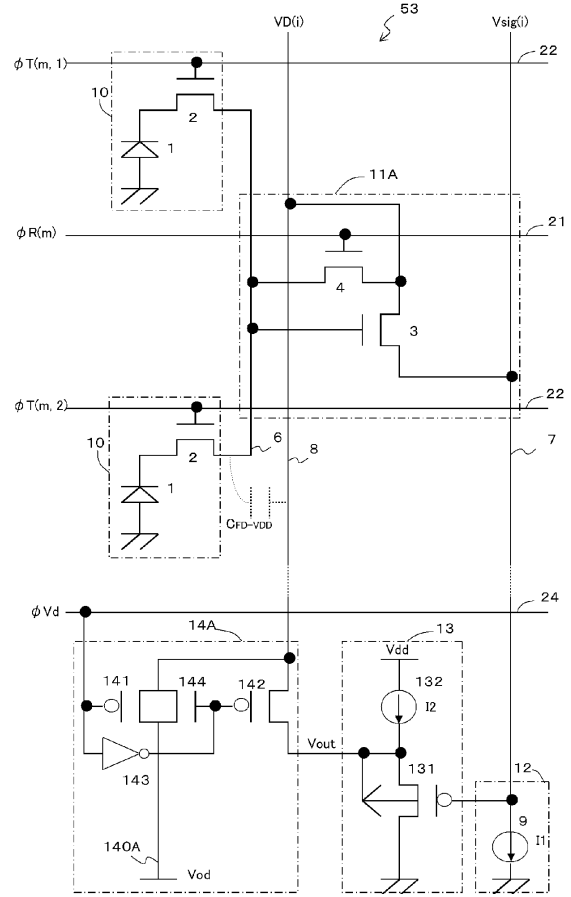 VD(i)
53
Vsig(i)
φT(m, 1)
22
10
2
1
11A
φR(m)
21
4
3
φT(m, 2)
22
10
2
6
8
7
1
CFD-VDD
φVd
24
14A
13
Vdd
141
144
142
132
I2
Vout
131
12
143
9
I1
140A
Vod